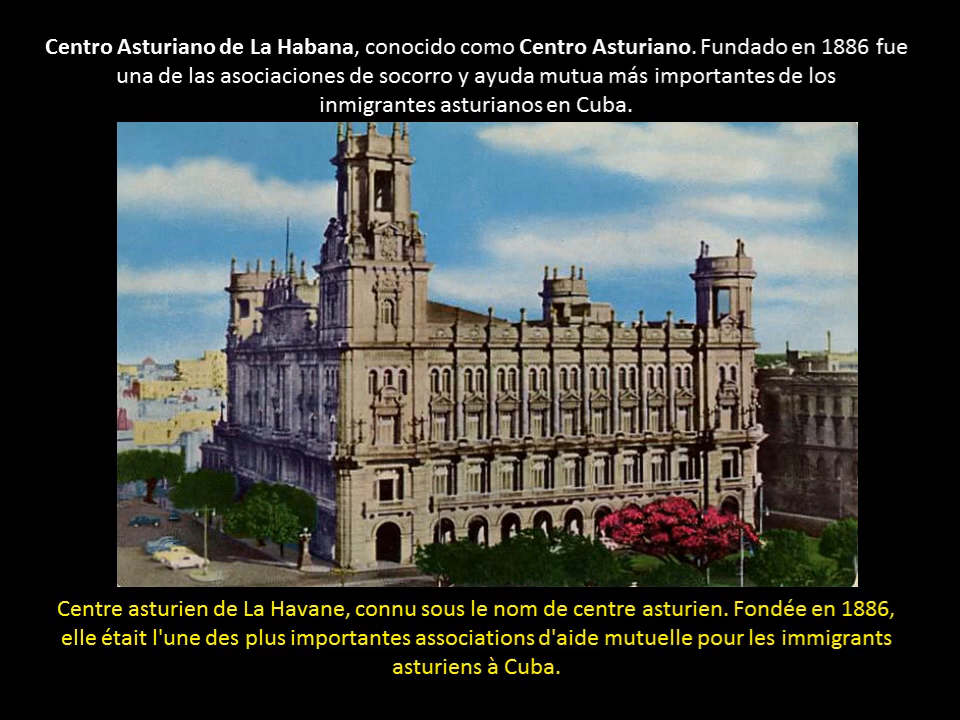 Centro Asturiano de La Habana, conocido como Centro Asturiano. Fundado en 1886 fue
una de las asociaciones de socorro y ayuda mutua más importantes de los
inmigrantes asturianos en Cuba.
Centre asturien de La Havane, connu sous le nom de centre asturien. Fondée en 1886,
elle était l'une des plus importantes associations d'aide mutuelle pour les immigrants
asturiens à Cuba.